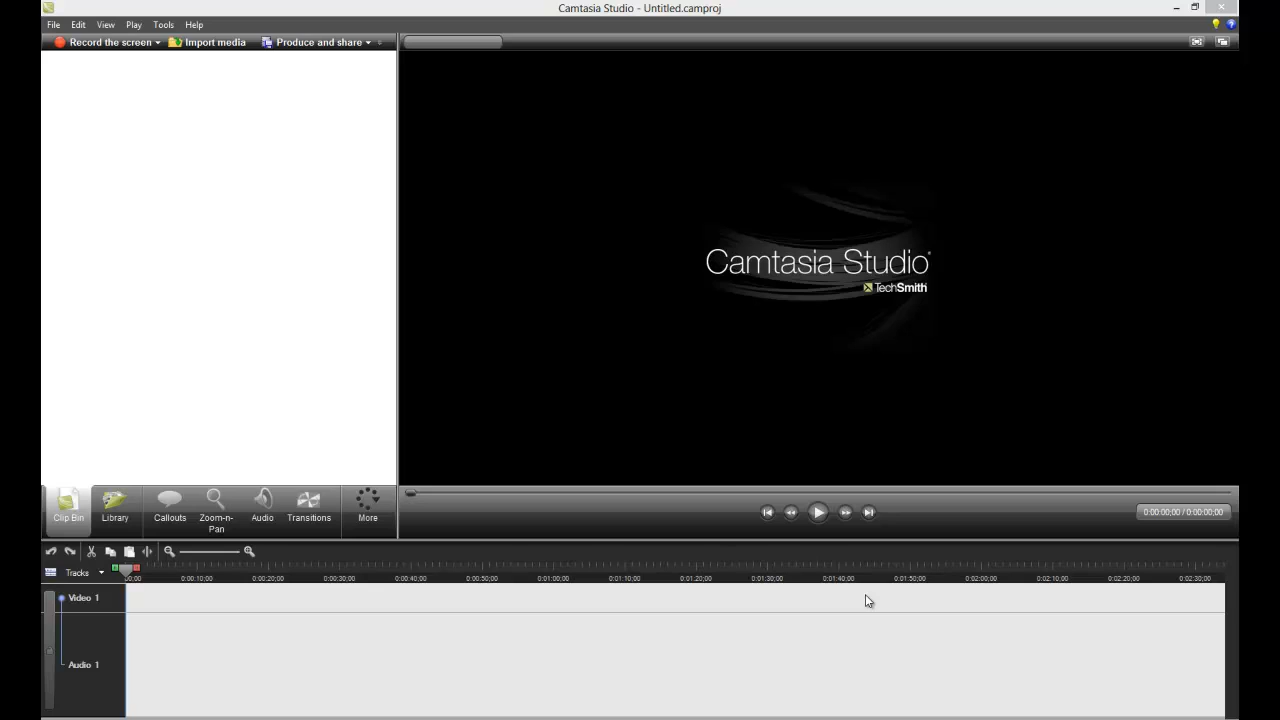 Camtasia Studio - Untitled.camproj
File Edit View Play Tools Help
Record the screen Import media Produce and share
Camtasia Studio®
TechSmith
Clip Bin Library Callouts Zoom-n-Pan Audio Transitions More
0:00:00;00 / 0:00:00;00
Tracks 00;00 0:00:10;00 0:00:20;00 0:00:30;00 0:00:40;00 0:00:50;00 0:01:00;00 0:01:10;00 0:01:20;00 0:01:30;00 0:01:40;00 0:01:50;00 0:02:00;00 0:02:10;00 0:02:20;00 0:02:30;00
Video 1
Audio 1